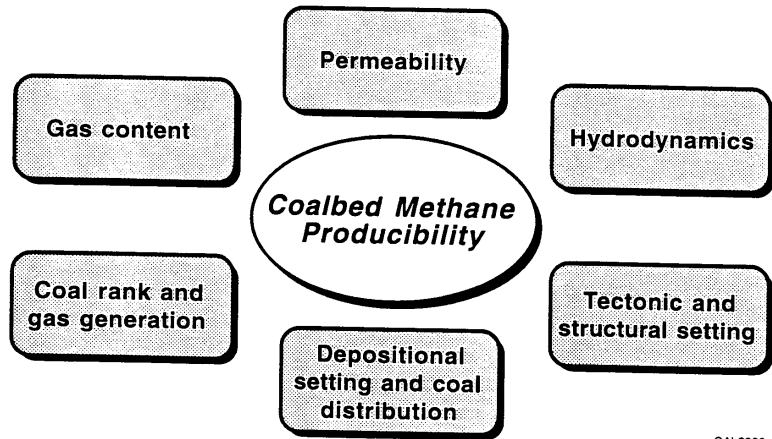 Permeability
Gas content
Hydrodynamics
Coalbed Methane
Producibility
Coal rank and
gas generation
Tectonic and
structural setting
Depositional
setting and coal
distribution